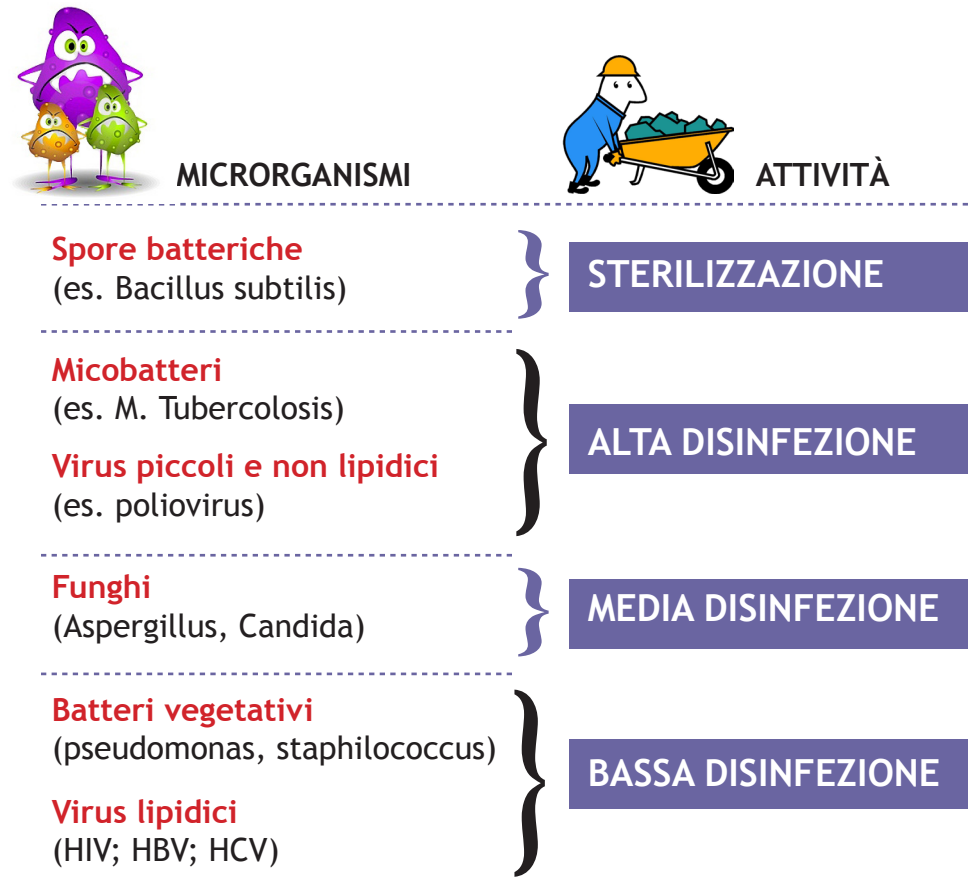 MICRORGANISMI
ATTIVITÀ
Spore batteriche
(es. Bacillus subtilis)
STERILIZZAZIONE
Micobatteri
(es. M. Tubercolosis)
Virus piccoli e non lipidici
(es. poliovirus)
ALTA DISINFEZIONE
Funghi
(Aspergillus, Candida)
MEDIA DISINFEZIONE
Batteri vegetativi
(pseudomonas, staphilococcus)
Virus lipidici
(HIV; HBV; HCV)
BASSA DISINFEZIONE